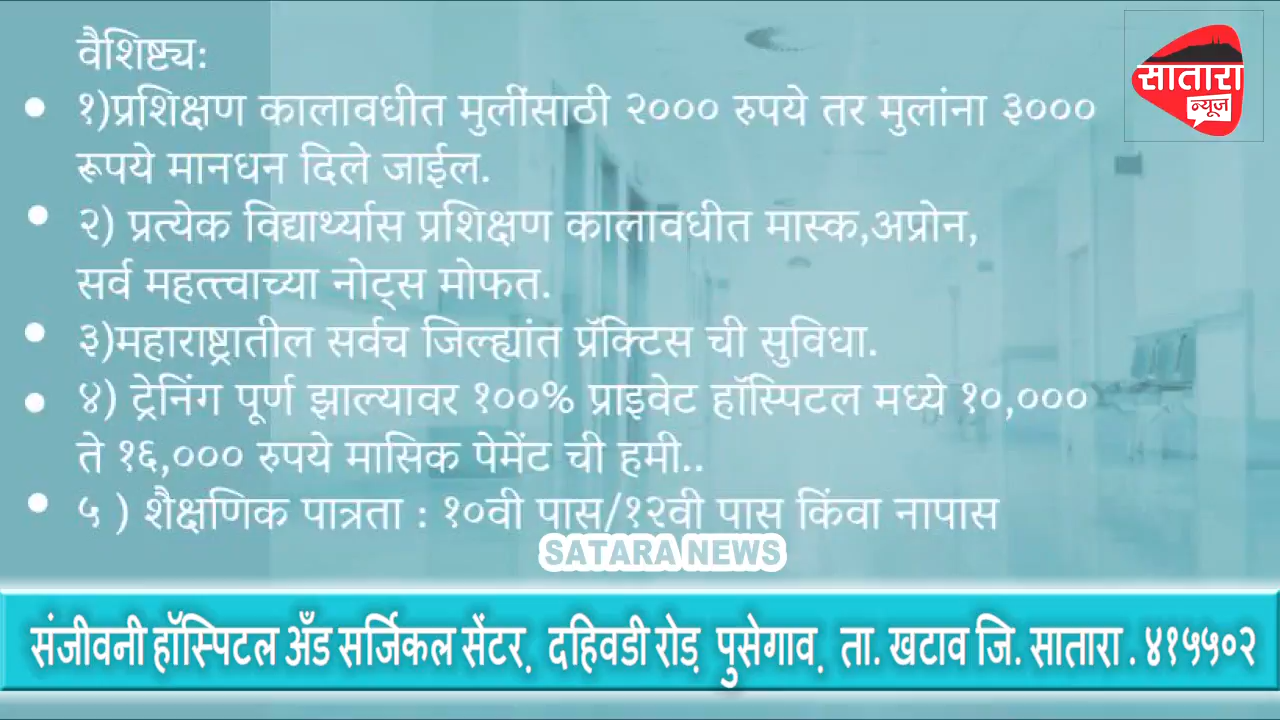 वैशिष्ट्यः
सातारा
न्यूज
१)प्रशिक्षण कालावधीत मुलींसाठी २००० रुपये तर मुलांना ३०००
रूपये मानधन दिले जाईल.
२) प्रत्येक विद्यार्थ्यास प्रशिक्षण कालावधीत मास्क,अप्रोन,
सर्व महत्त्वाच्या नोट्स मोफत.
३)महाराष्ट्रातील सर्वच जिल्ह्यांत प्रॅक्टिस ची सुविधा.
४) ट्रेनिंग पूर्ण झाल्यावर १००% प्राइवेट हॉस्पिटल मध्ये १०,०००
ते १६,००० रुपये मासिक पेमेंट ची हमी..
५ ) शैक्षणिक पात्रता : १०वी पास/१२वी पास किंवा नापास
SATARA NEWS
संजीवनी हॉस्पिटल अँड सर्जिकल सेंटर, दहिवडी रोड, पुसेगाव, ता. खटाव जि. सातारा . ४१५५०२